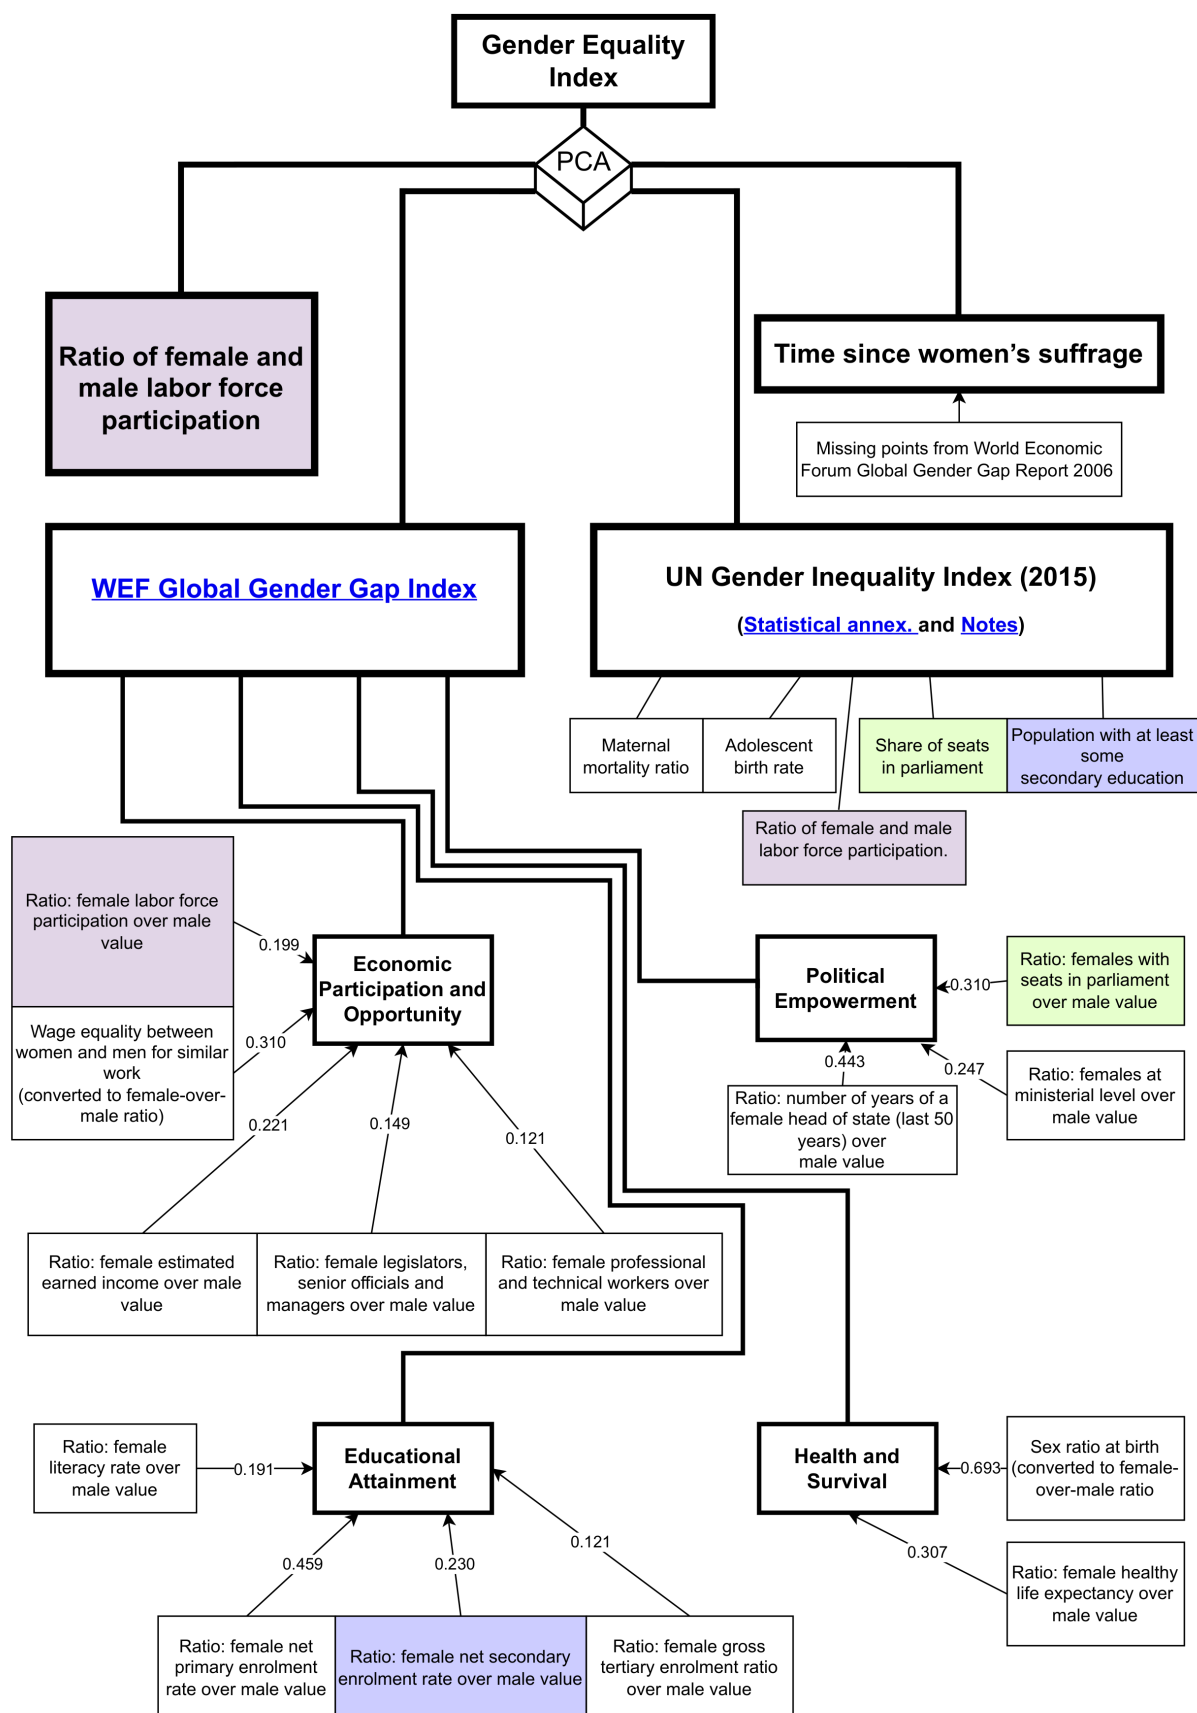 Gender Equality
Index
PCA
Ratio of female and
male labor force
participation
Time since women's suffrage
Missing points from World Economic
Forum Global Gender Gap Report 2006
WEF Global Gender Gap Index
UN Gender Inequality Index (2015)
(Statistical annex. and Notes)
Maternal
mortality ratio
Adolescent
birth rate
Share of seats
in parliament
Population with at least
some
secondary education
Ratio of female and male
labor force participation.
Ratio: female labor force
participation over male
value
0.199
Wage equality between
women and men for similar
work
(converted to female-over-
male ratio)
0.310
Economic
Participation and
Opportunity
0.221
0.149
0.121
Political
Empowerment
0.310
Ratio: females with
seats in parliament
over male value
0.443
0.247
Ratio: number of years of a
female head of state (last 50
years) over
male value
Ratio: females at
ministerial level over
male value
Ratio: female estimated
earned income over male
value
Ratio: female legislators,
senior officials and
managers over male value
Ratio: female professional
and technical workers over
male value
Ratio: female
literacy rate over
male value
0.191
Educational
Attainment
0.459
0.230
0.121
Ratio: female net
primary enrolment
rate over male value
Ratio: female net secondary
enrolment rate over male value
Ratio: female gross
tertiary enrolment ratio
over male value
Health and
Survival
0.693
Sex ratio at birth
(converted to female-
over-male ratio
0.307
Ratio: female healthy
life expectancy over
male value